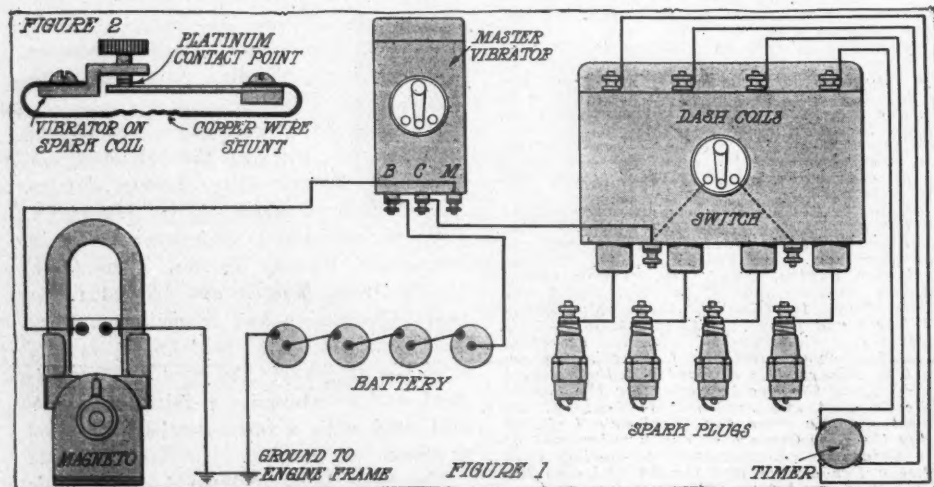 FIGURE 2
PLATINUM
CONTACT POINT
VIBRATOR ON
SPARK COIL
COPPER WIRE
SHUNT
MASTER
VIBRATOR
B C M
DASH COILS
SWITCH
BATTERY
SPARK PLUGS
MAGNETO
GROUND TO
ENGINE FRAME
FIGURE 1
TIMER